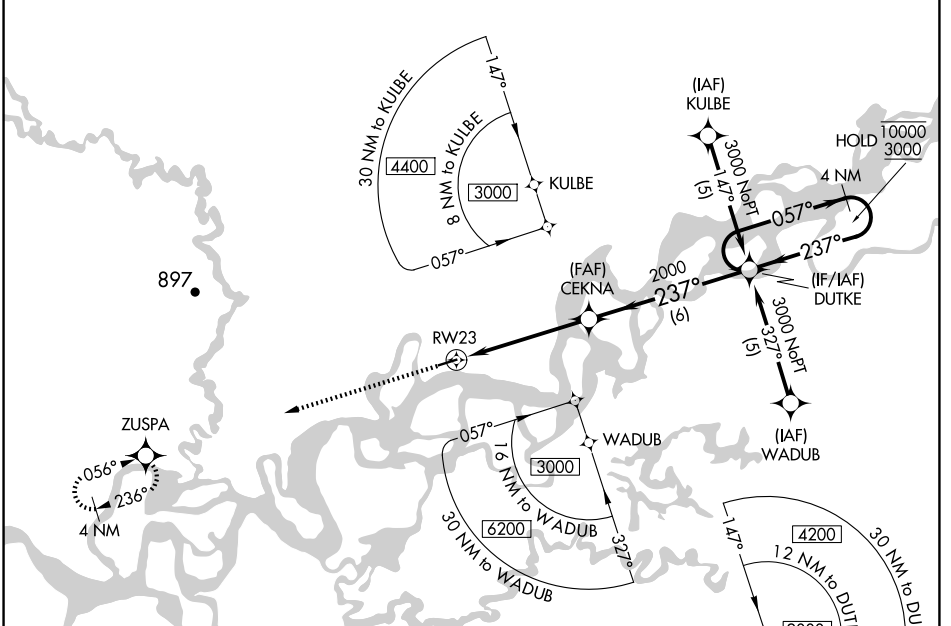 (IAF)
KULBE
147°
30 NM to KULBE
8 NM to KULBE
4400
3000
KULBE
057°
HOLD 10000
3000
4 NM
3000 NoPT
147°
(5)
057°
237°
(IF/IAF)
DUTKE
(FAF)
CEKNA
2000
237°
(6)
897
3000 NoPT
327°
(5)
RW23
(IAF)
WADUB
ZUSPA
056°
236°
4 NM
057°
WADUB
3000
16 NM to WADUB
6200
30 NM to WADUB
327°
147°
4200
12 NM to
30 NM to